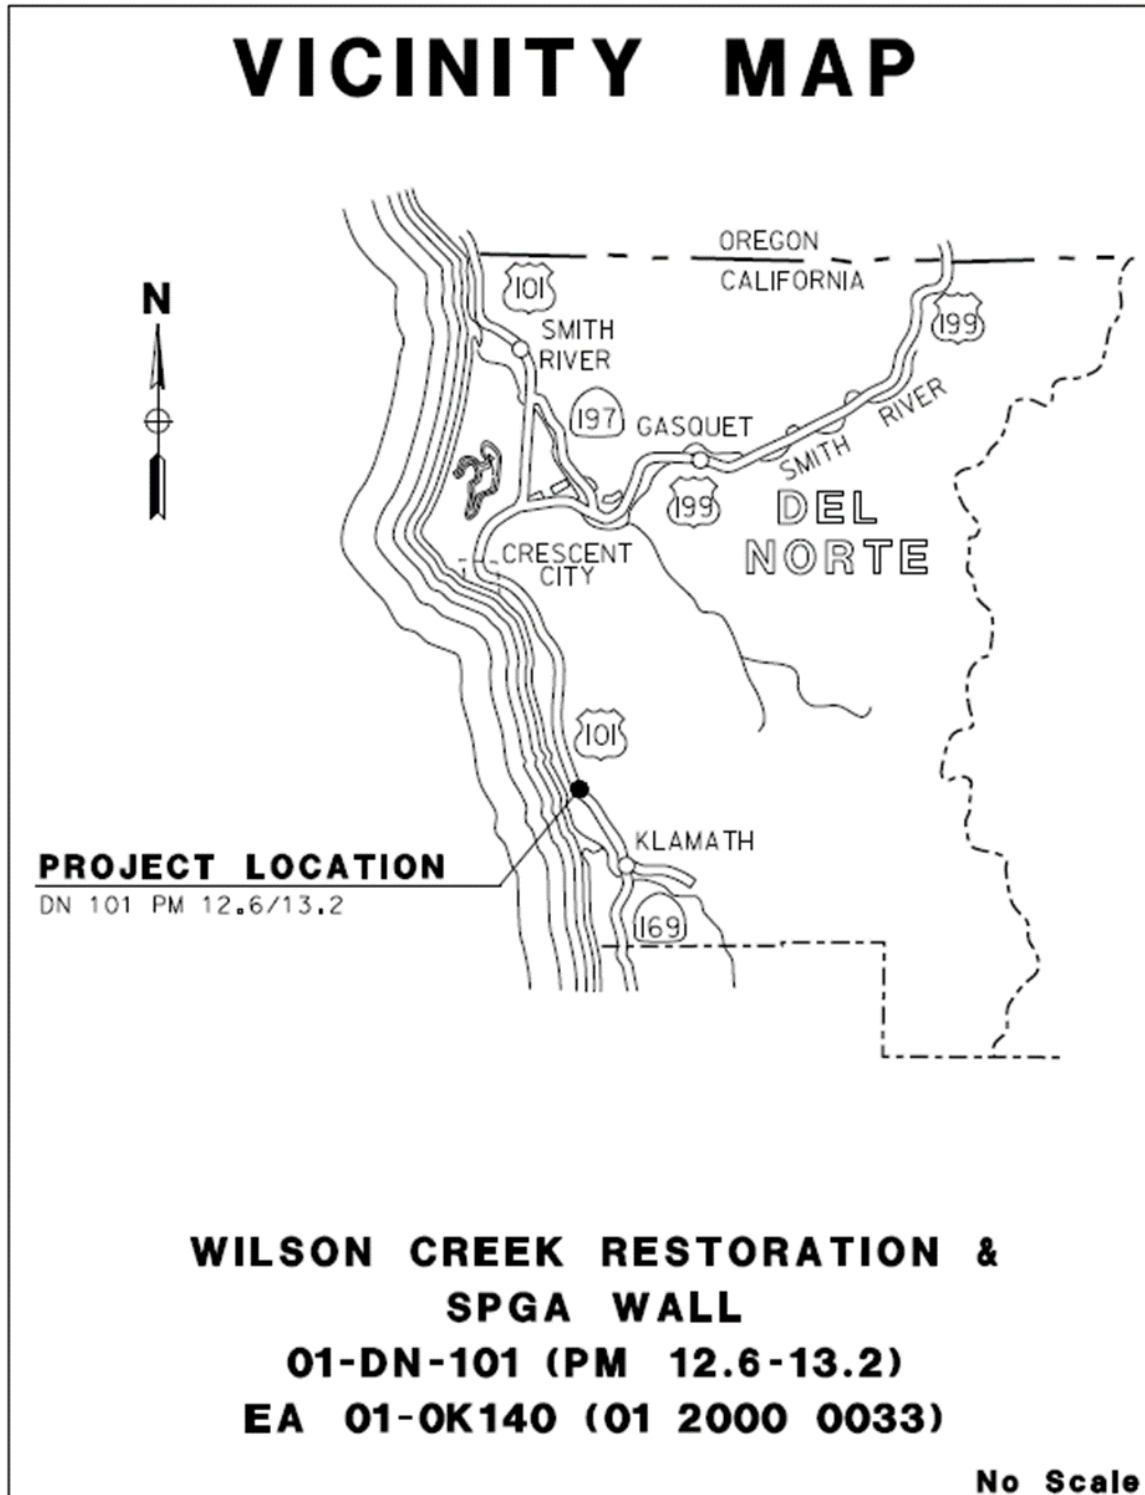 VICINITY MAP
OREGON
CALIFORNIA
N
101
199
SMITH
RIVER
197
GASQUET
SMITH RIVER
199
DEL
NORTE
CRESCENT
CITY
101
KLAMATH
PROJECT LOCATION
DN 101 PM 12.6/13.2
169
WILSON CREEK RESTORATION &
SPGA WALL
01-DN-101 (PM 12.6-13.2)
EA 01-0K140 (01 2000 0033)
No Scale